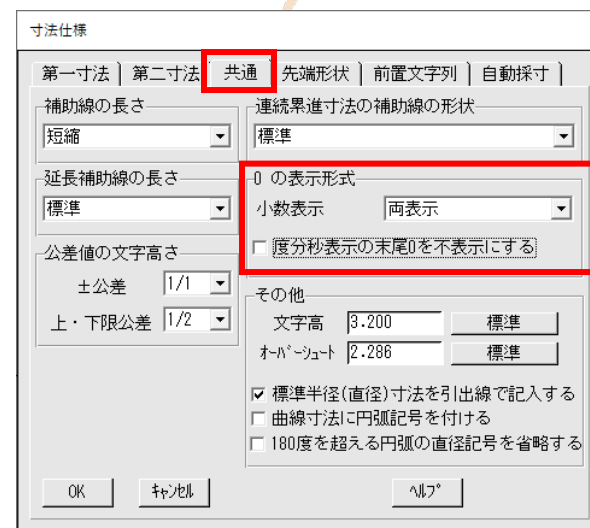 寸法仕様
第一寸法 第二寸法 共通 先端形状 前置文字列 自動採寸
補助線の長さ
短縮
延長補助線の長さ
標準
公差値の文字高さ
±公差 1/1
上・下限公差 1/2
連続累進寸法の補助線の形状
標準
0 の表示形式
小数表示 両表示
度分秒表示の末尾0を不表示にする
その他
文字高 3.200 標準
ｵｰﾊﾞｰｼｭｰﾄ 2.286 標準
標準半径(直径)寸法を引出線で記入する
曲線寸法に円弧記号を付ける
180度を超える円弧の直径記号を省略する
OK ｷｬﾝｾﾙ ﾍﾙﾌﾟ